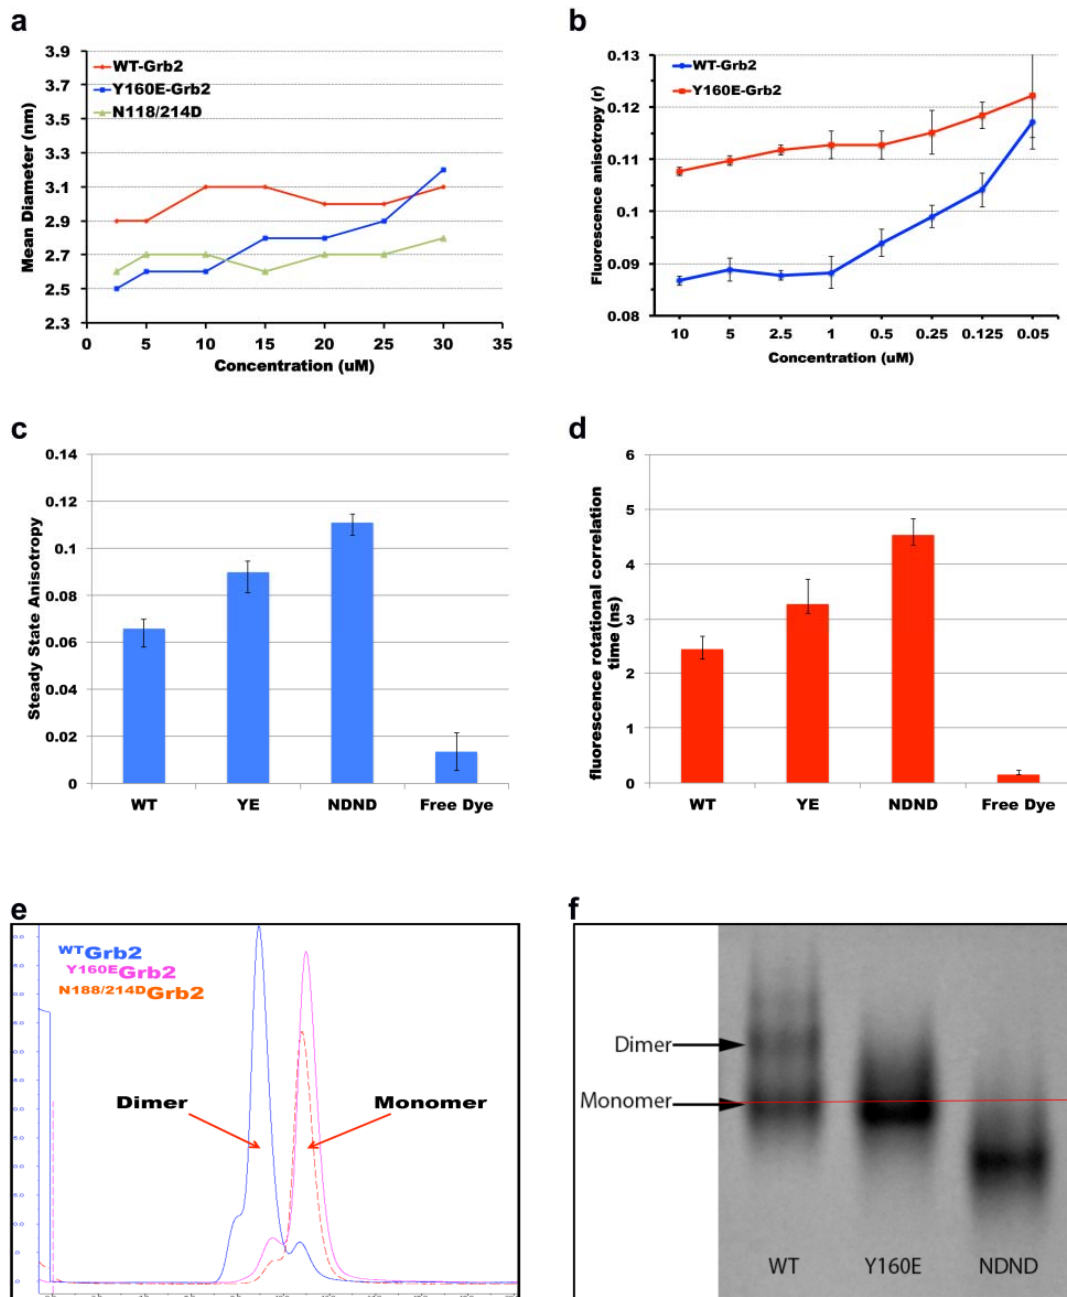 a
3.9
3.7
3.5
3.3
3.1
2.9
2.7
2.5
2.3
Mean Diameter (nm)
WT-Grb2
Y160E-Grb2
N118/214D
0 5 10 15 20 25 30 35
Concentration (uM)
b
0.13
0.12
0.11
0.1
0.09
0.08
Fluorescence anisotropy (r)
WT-Grb2
Y160E-Grb2
10 5 2.5 1 0.5 0.25 0.125 0.05
Concentration (uM)
c
0.14
0.12
0.1
0.08
0.06
0.04
0.02
0
Steady State Anisotropy
WT YE NDND Free Dye
d
6
5
4
3
2
1
0
fluorescence rotational correlation
time (ns)
WT YE NDND Free Dye
e
WTGrb2
Y160EGrb2
N188/214DGrb2
Dimer
Monomer
f
Dimer
Monomer
WT Y160E NDND